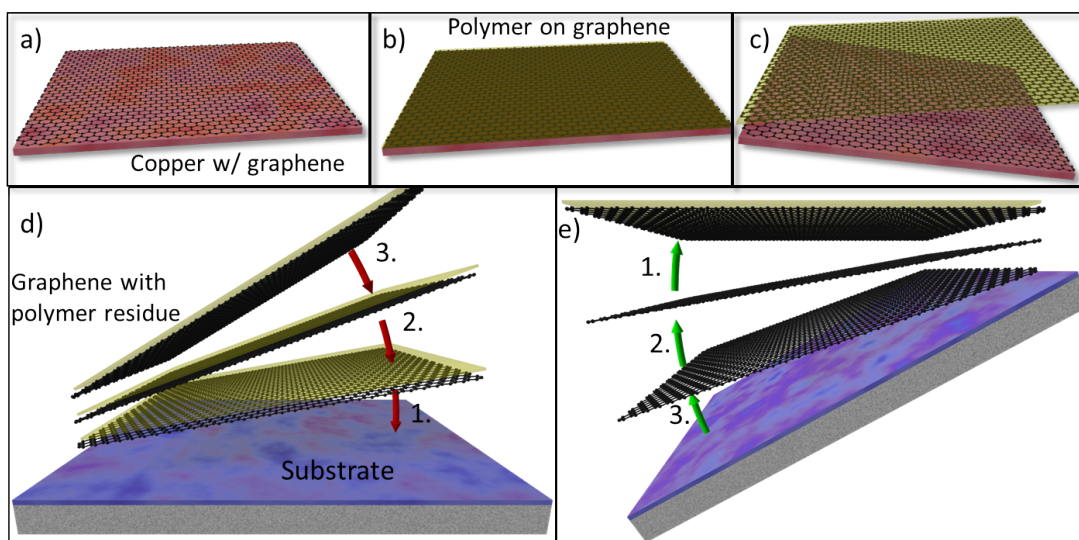 a)
Copper w/ graphene
b)
Polymer on graphene
c)
d)
Graphene with
polymer residue
3.
2.
1.
Substrate
e)
1.
2.
3.